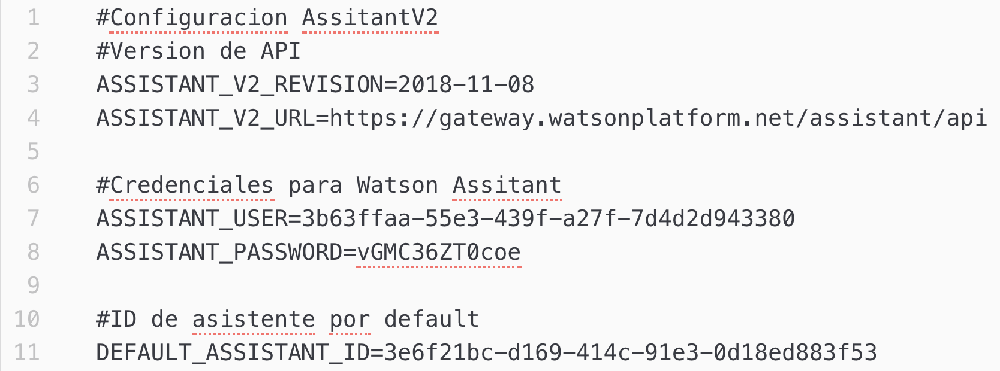 1 #Configuracion AssitantV2
2 #Version de API
3 ASSISTANT_V2_REVISION=2018-11-08
4 ASSISTANT_V2_URL=https://gateway.watsonplatform.net/assistant/api
5
6 #Credenciales para Watson Assitant
7 ASSISTANT_USER=3b63ffaa-55e3-439f-a27f-7d4d2d943380
8 ASSISTANT_PASSWORD=vGMC36ZT0coe
9
10 #ID de asistente por default
11 DEFAULT_ASSISTANT_ID=3e6f21bc-d169-414c-91e3-0d18ed883f53